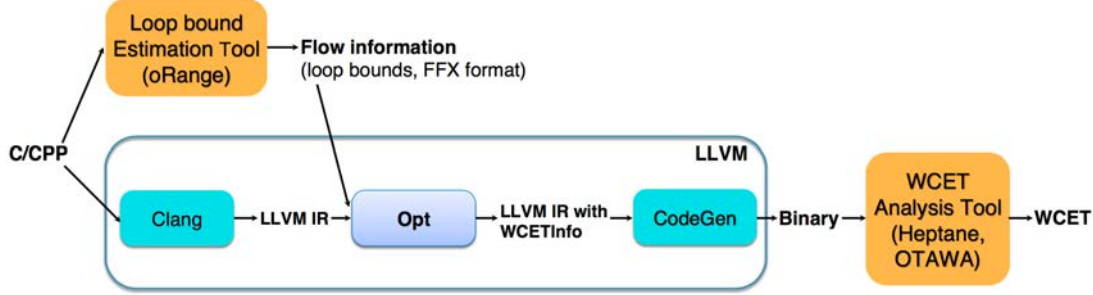 Loop bound
Estimation Tool
(oRange)
Flow information
(loop bounds, FFX format)
C/CPP
LLVM
Clang
LLVM IR
Opt
LLVM IR with
WCETInfo
CodeGen
Binary
WCET
Analysis Tool
(Heptane,
OTAWA)
WCET